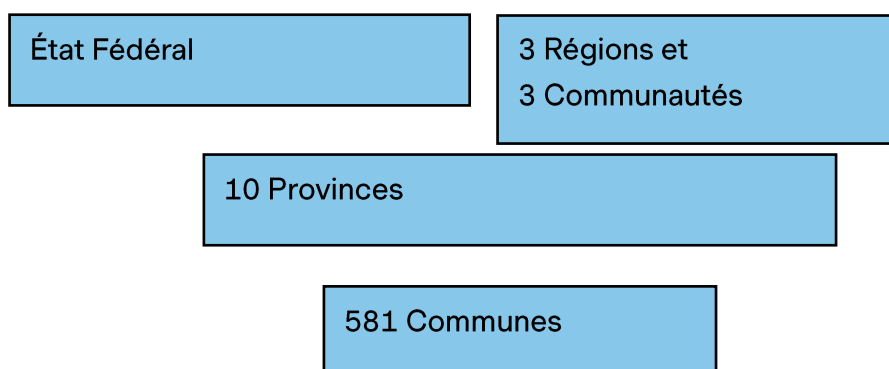 État Fédéral
3 Régions et
3 Communautés
10 Provinces
581 Communes